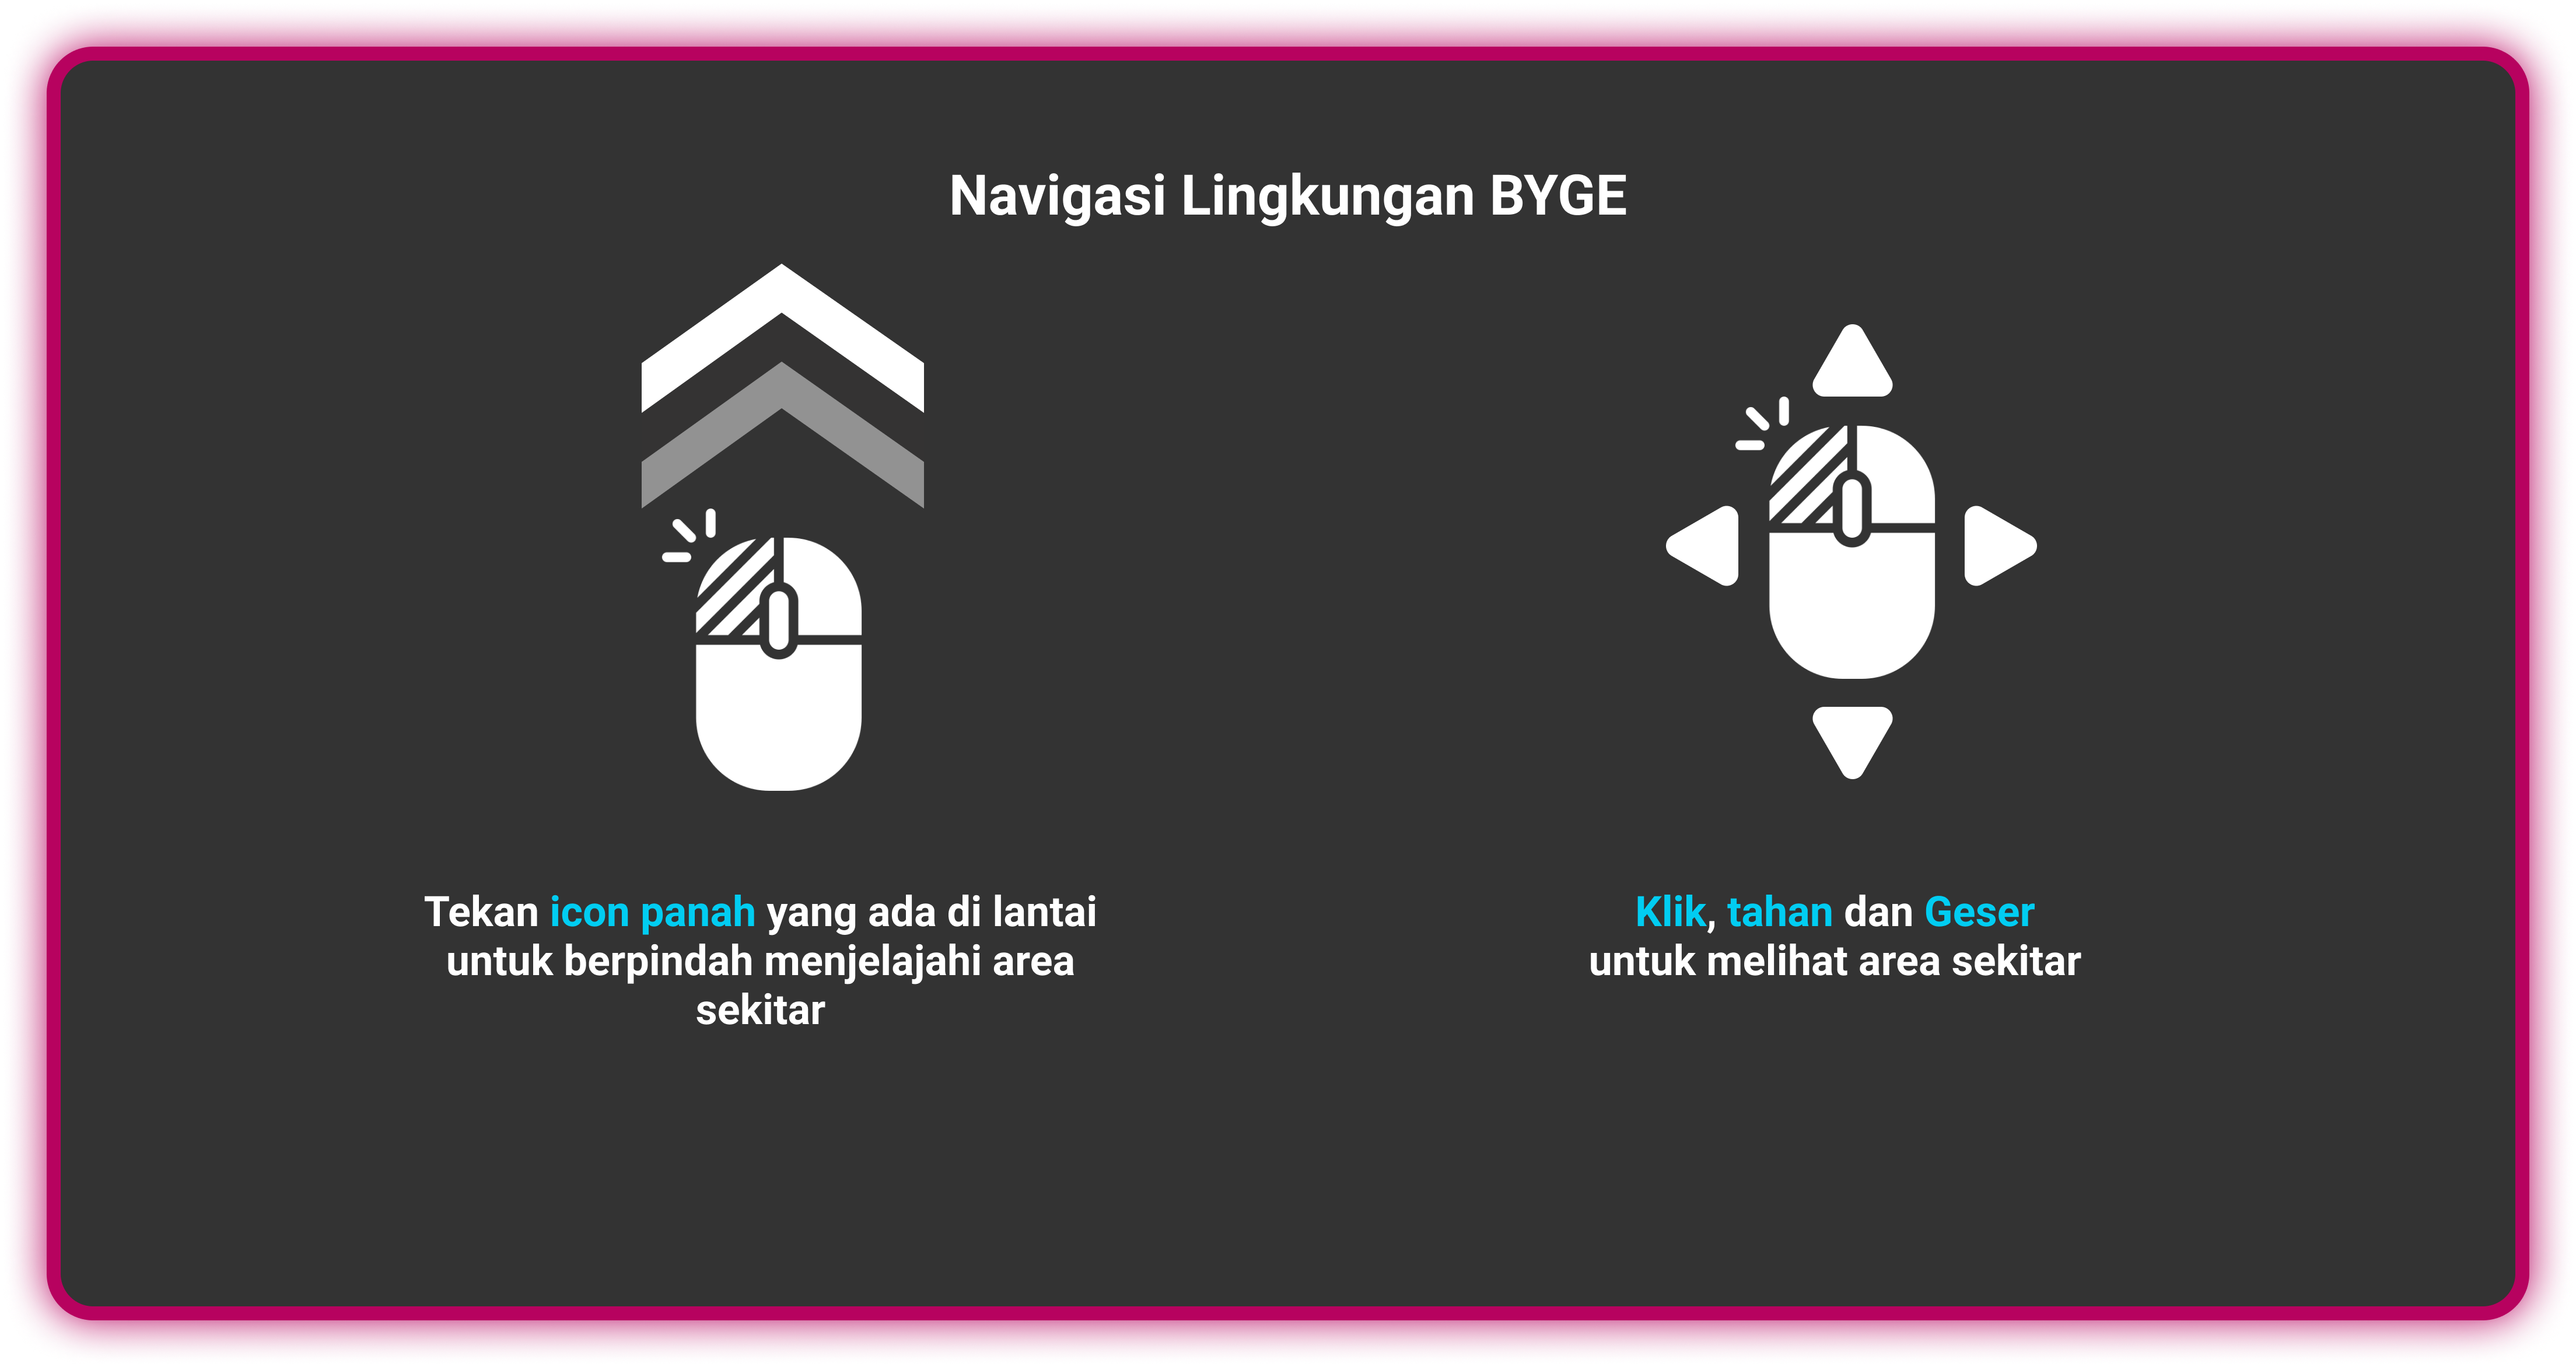 Navigasi Lingkungan BYGE
Tekan icon panah yang ada di lantai
untuk berpindah menjelajahi area
sekitar
Klik, tahan dan Geser
untuk melihat area sekitar